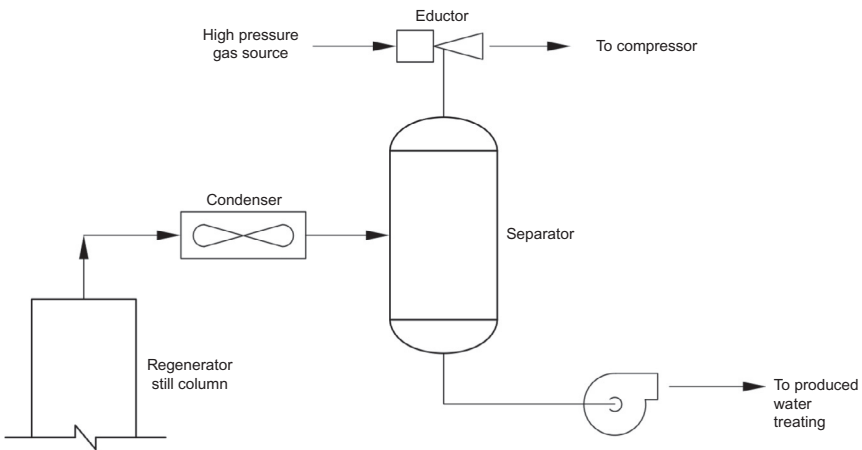 Eductor
High pressure
gas source
To compressor
Condenser
Separator
Regenerator
still column
To produced
water
treating